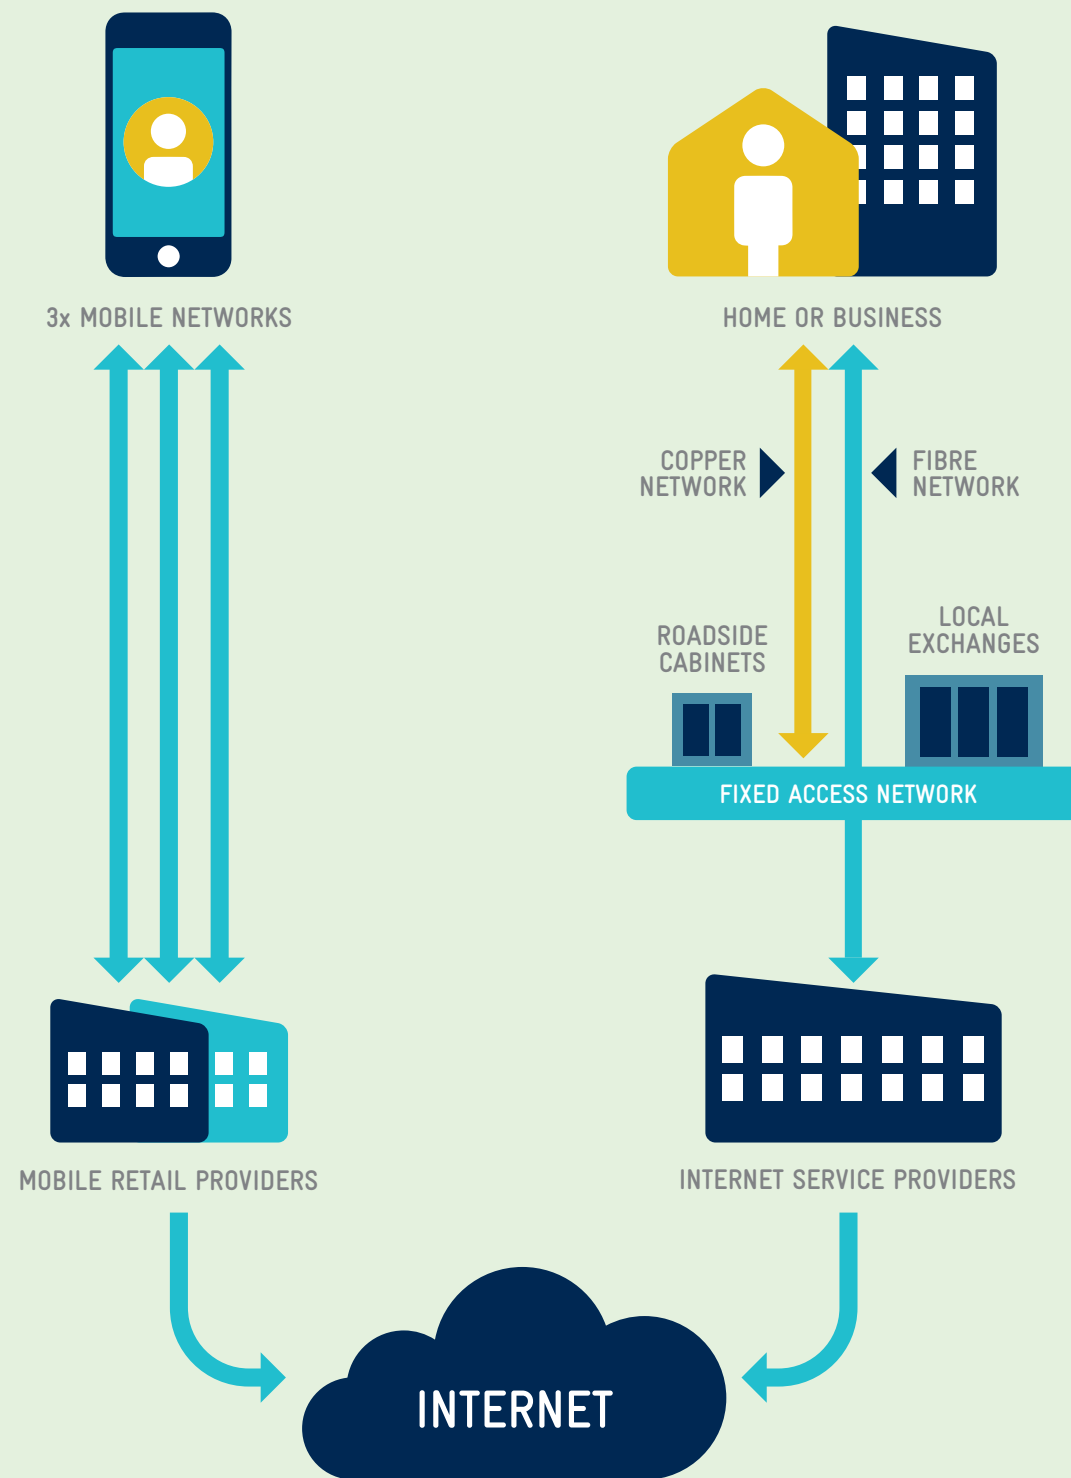 3x MOBILE NETWORKS
HOME OR BUSINESS
COPPER
NETWORK
FIBRE
NETWORK
ROADSIDE
CABINETS
LOCAL
EXCHANGES
FIXED ACCESS NETWORK
MOBILE RETAIL PROVIDERS
INTERNET SERVICE PROVIDERS
INTERNET